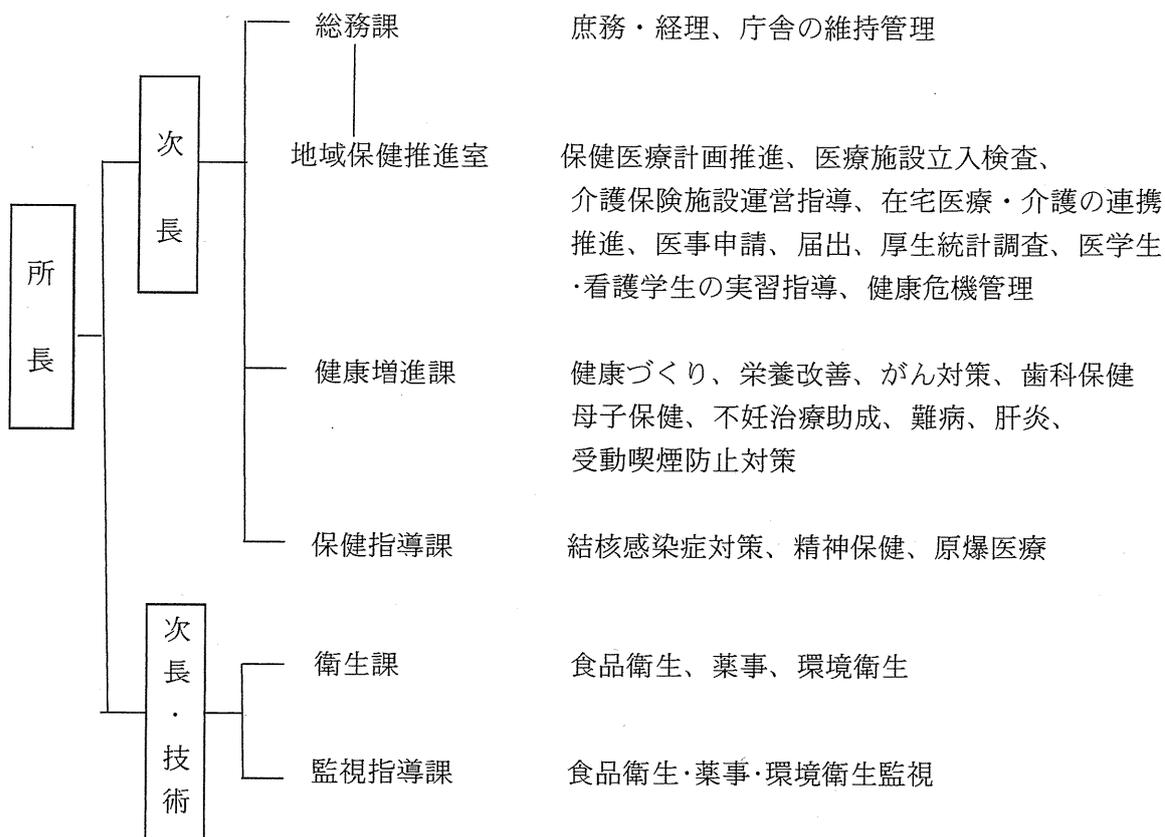 総務課 庶務・経理、庁舎の維持管理
次長
地域保健推進室 保健医療計画推進、医療施設立入検査、
介護保険施設運営指導、在宅医療・介護の連携
推進、医事申請、届出、厚生統計調査、医学生
・看護学生の実習指導、健康危機管理
所長
健康増進課 健康づくり、栄養改善、がん対策、歯科保健
母子保健、不妊治療助成、難病、肝炎、
受動喫煙防止対策
保健指導課 結核感染症対策、精神保健、原爆医療
次長・技術
衛生課 食品衛生、薬事、環境衛生
監視指導課 食品衛生・薬事・環境衛生監視